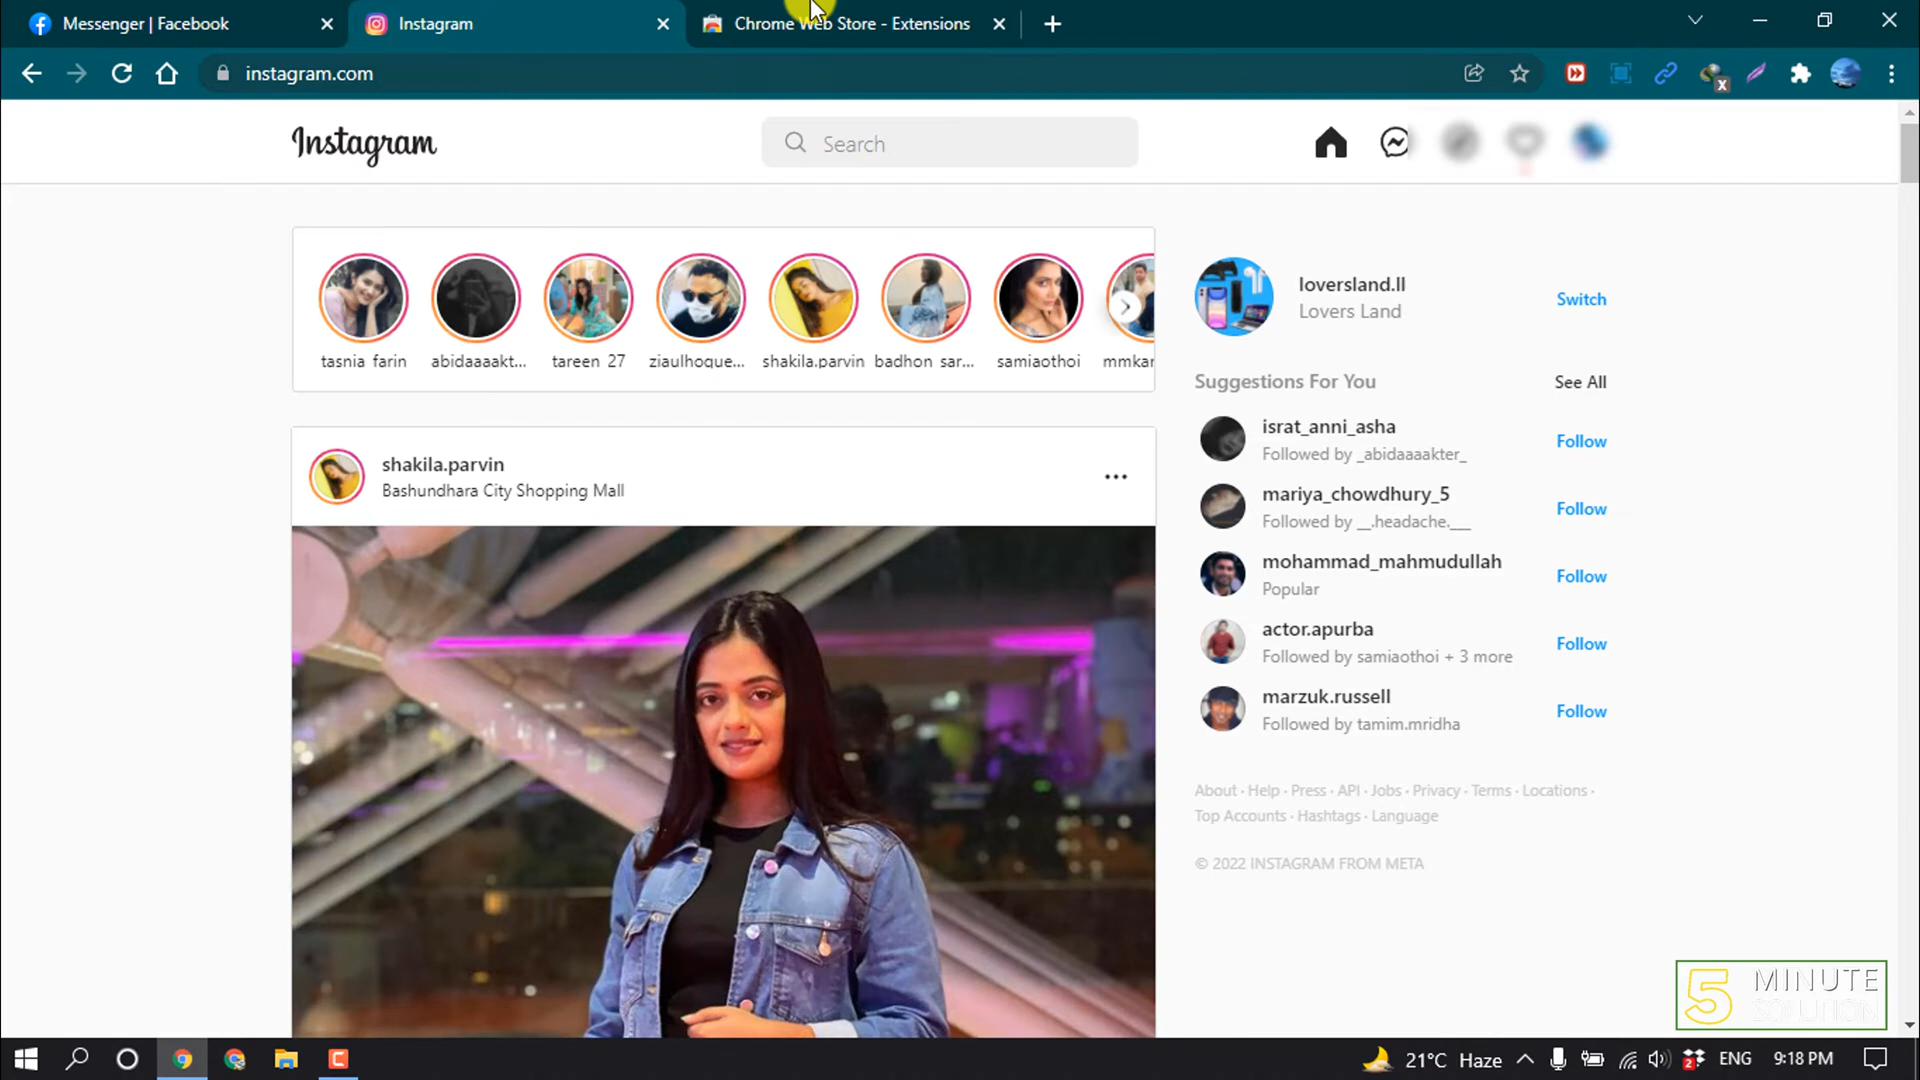 Messenger | Facebook
Instagram
Chrome Web Store - Extensions
instagram.com
x
Instagram
Search
tasnia farin
abidaaaakt...
tareen 27
ziaulhoque...
shakila.parvin
badhon sar...
samiaothoi
mmkar
loversland.ll
Lovers Land
Switch
Suggestions For You
See All
israt_anni_asha
Followed by _abidaaaakter_
Follow
mariya_chowdhury_5
Followed by __.headache.___
Follow
mohammad_mahmudullah
Popular
Follow
actor.apurba
Followed by samiaothoi + 3 more
Follow
marzuk.russell
Followed by tamim.mridha
Follow
shakila.parvin
Bashundhara City Shopping Mall
About · Help · Press · API · Jobs · Privacy · Terms · Locations ·
Top Accounts · Hashtags · Language
© 2022 INSTAGRAM FROM META
5 MINUTE
SOLUTION
21°C Haze
2
ENG
9:18 PM